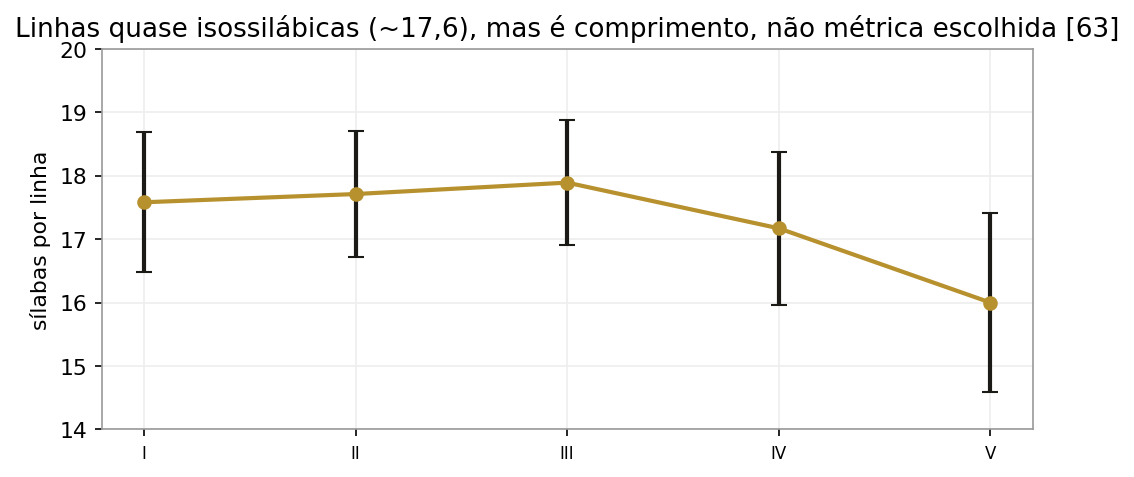 Linhas quase isossilábicas (~17,6), mas é comprimento, não métrica escolhida [63]
sílabas por linha
20
19
18
17
16
15
14
I
II
III
IV
V